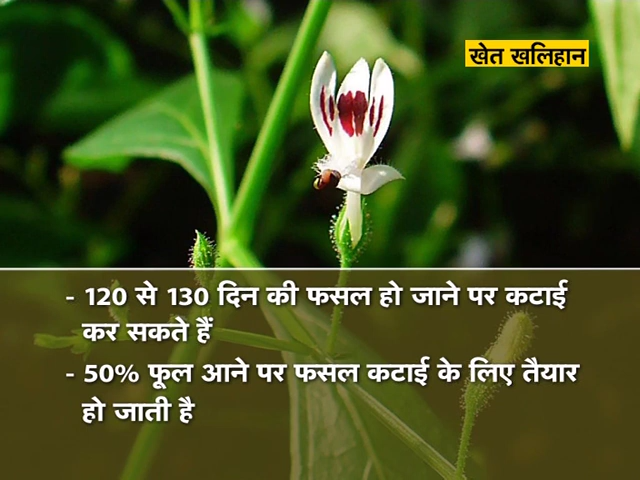 खेत खलिहान
- 120 से 130 दिन की फसल हो जाने पर कटाई
कर सकते हैं
- 50% फूल आने पर फसल कटाई के लिए तैयार
हो जाती है